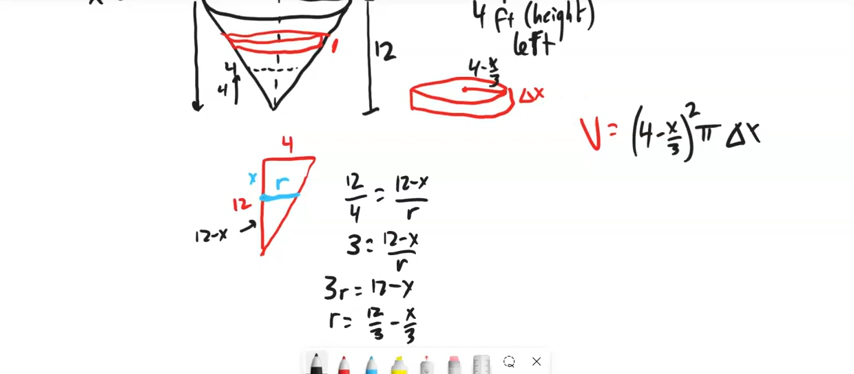 4 ft (height)
left
12
4
4
4 - x/3
Δx
V = (4 - x/3)² π Δx
4
x
r
12
12-x
12/4 = (12-x)/r
3 = (12-x)/r
3r = 12-x
r = 12/3 - x/3